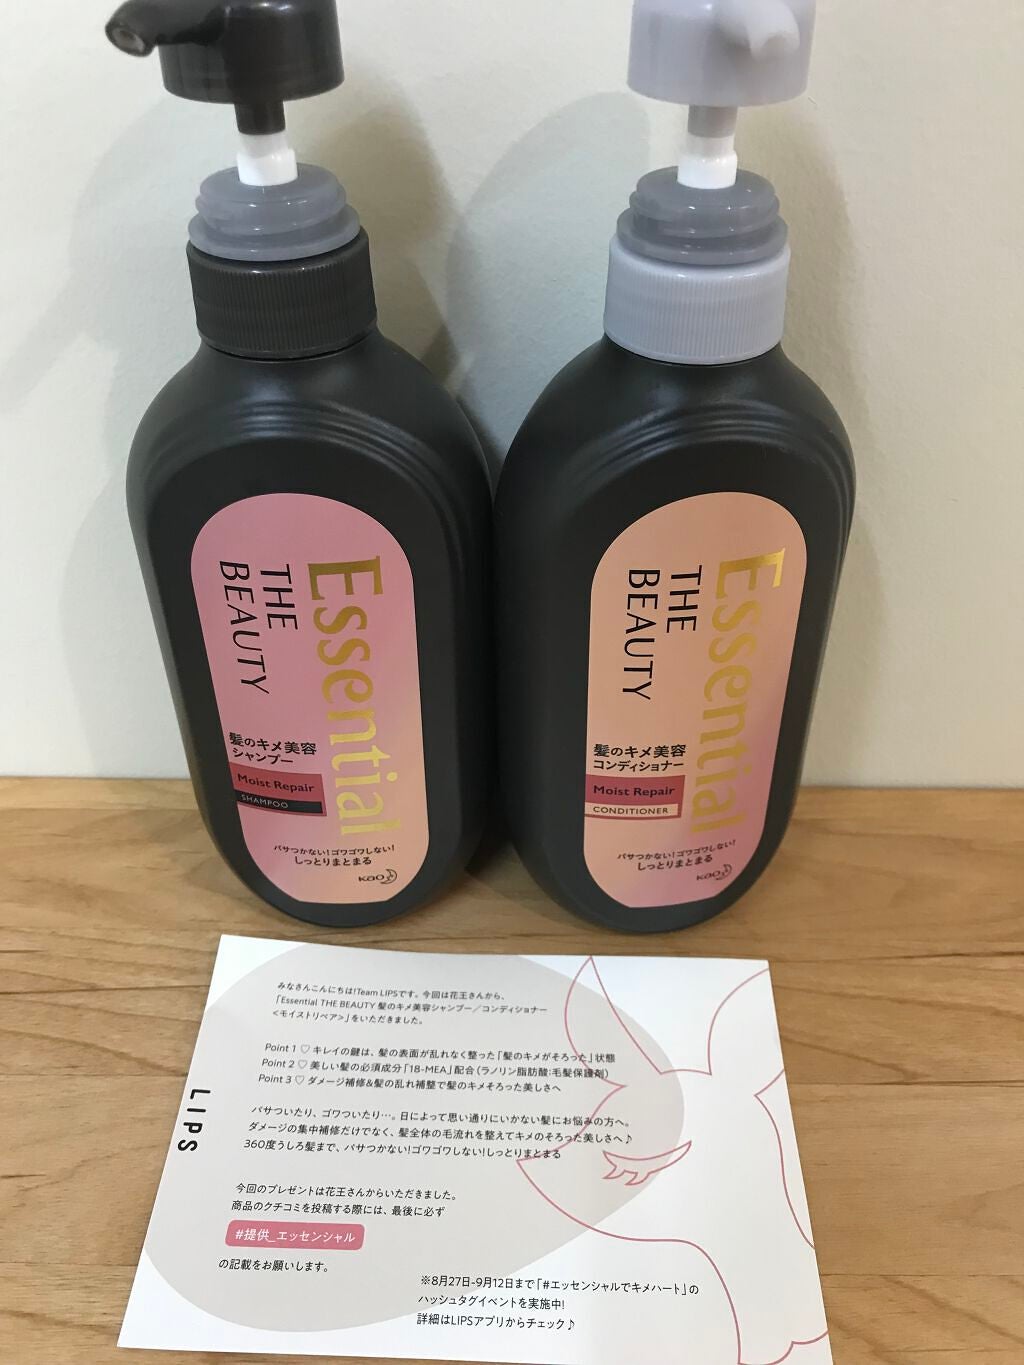 Essential
THE
BEAUTY
髪のキメ美容
シャンプー
Moist Repair
SHAMPOO
パサつかない!ゴワゴワしない!
しっとりまとまる
Kao
Essential
THE
BEAUTY
髪のキメ美容
コンディショナー
Moist Repair
CONDITIONER
パサつかない!ゴワゴワしない!
しっとりまとまる
Kao
LIPS
みなさんこんにちは!Team LIPSです。今回は花王さんから、
「Essential THE BEAUTY 髪のキメ美容シャンプー/コンディショナー
<モイストリペア>」をいただきました。
Point 1 ♡ キレイの鍵は、髪の表面が乱れなく整った「髪のキメがそろった」状態
Point 2 ♡ 美しい髪の必須成分「18-MEA」配合(ラノリン脂肪酸:毛髪保護剤)
Point 3 ♡ ダメージ補修&髪の乱れ補整で髪のキメそろった美しさへ
パサついたり、ゴワついたり…。日によって思い通りにいかない髪にお悩みの方へ。
ダメージの集中補修だけでなく、髪全体の毛流れを整えてキメのそろった美しさへ♪
360度うしろ髪まで、パサつかない!ゴワゴワしない!しっとりまとまる
今回のプレゼントは花王さんからいただきました。
商品のクチコミを投稿する際には、最後に必ず
#提供_エッセンシャル
の記載をお願いします。
※8月27日-9月12日まで「#エッセンシャルでキメハート」の
ハッシュタグイベントを実施中!
詳細はLIPSアプリからチェック♪